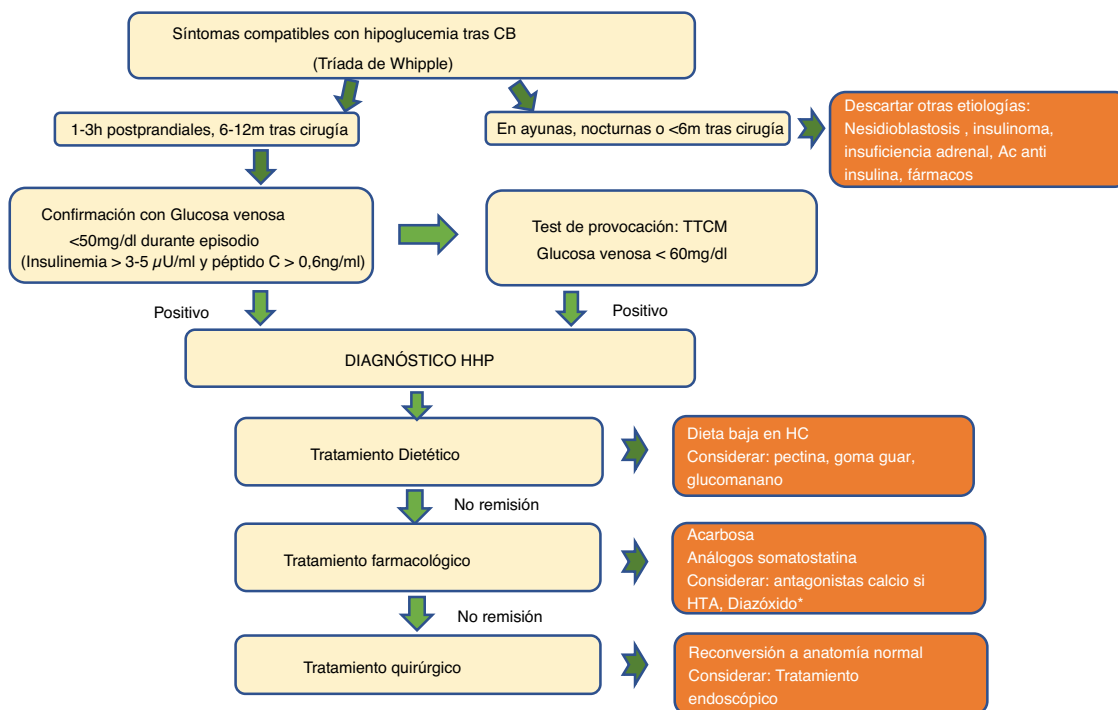 Síntomas compatibles con hipoglucemia tras CB
(Tríada de Whipple)
1-3h postprandiales, 6-12m tras cirugía
En ayunas, nocturnas o <6m tras cirugía
Descartar otras etiologías:
Nesidioblastosis , insulinoma,
insuficiencia adrenal, Ac anti
insulina, fármacos
Confirmación con Glucosa venosa
<50mg/dl durante episodio
(Insulinemia > 3-5 µU/ml y péptido C > 0,6ng/ml)
Test de provocación: TTCM
Glucosa venosa < 60mg/dl
Positivo
Positivo
DIAGNÓSTICO HHP
Tratamiento Dietético
Dieta baja en HC
Considerar: pectina, goma guar,
glucomanano
No remisión
Tratamiento farmacológico
Acarbosa
Análogos somatostatina
Considerar: antagonistas calcio si
HTA, Diazóxido*
No remisión
Tratamiento quirúrgico
Reconversión a anatomía normal
Considerar: Tratamiento
endoscópico